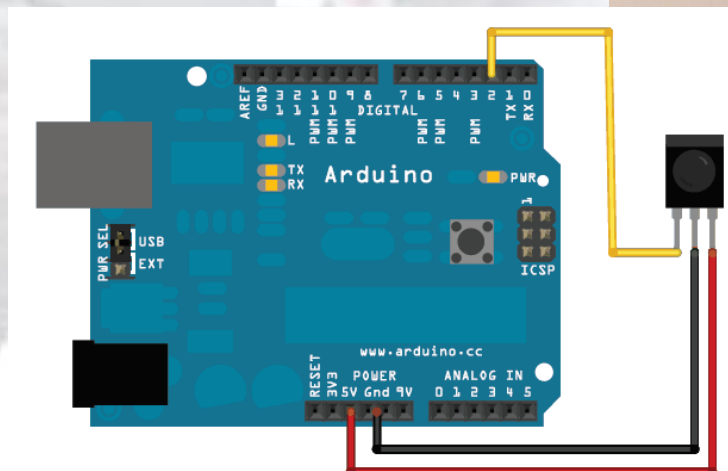 AREF
GND
13
12
11
10
9
8
7
6
5
4
3
2
1
0
PWM
PWM
PWM
PWM
PWM
PWM
TX
RX
DIGITAL
L
TX
RX
Arduino
PWR
1
ICSP
PWR SEL
USB
EXT
www.arduino.cc
RESET
3V3
5V
Gnd
9V
POWER
ANALOG IN
0 1 2 3 4 5